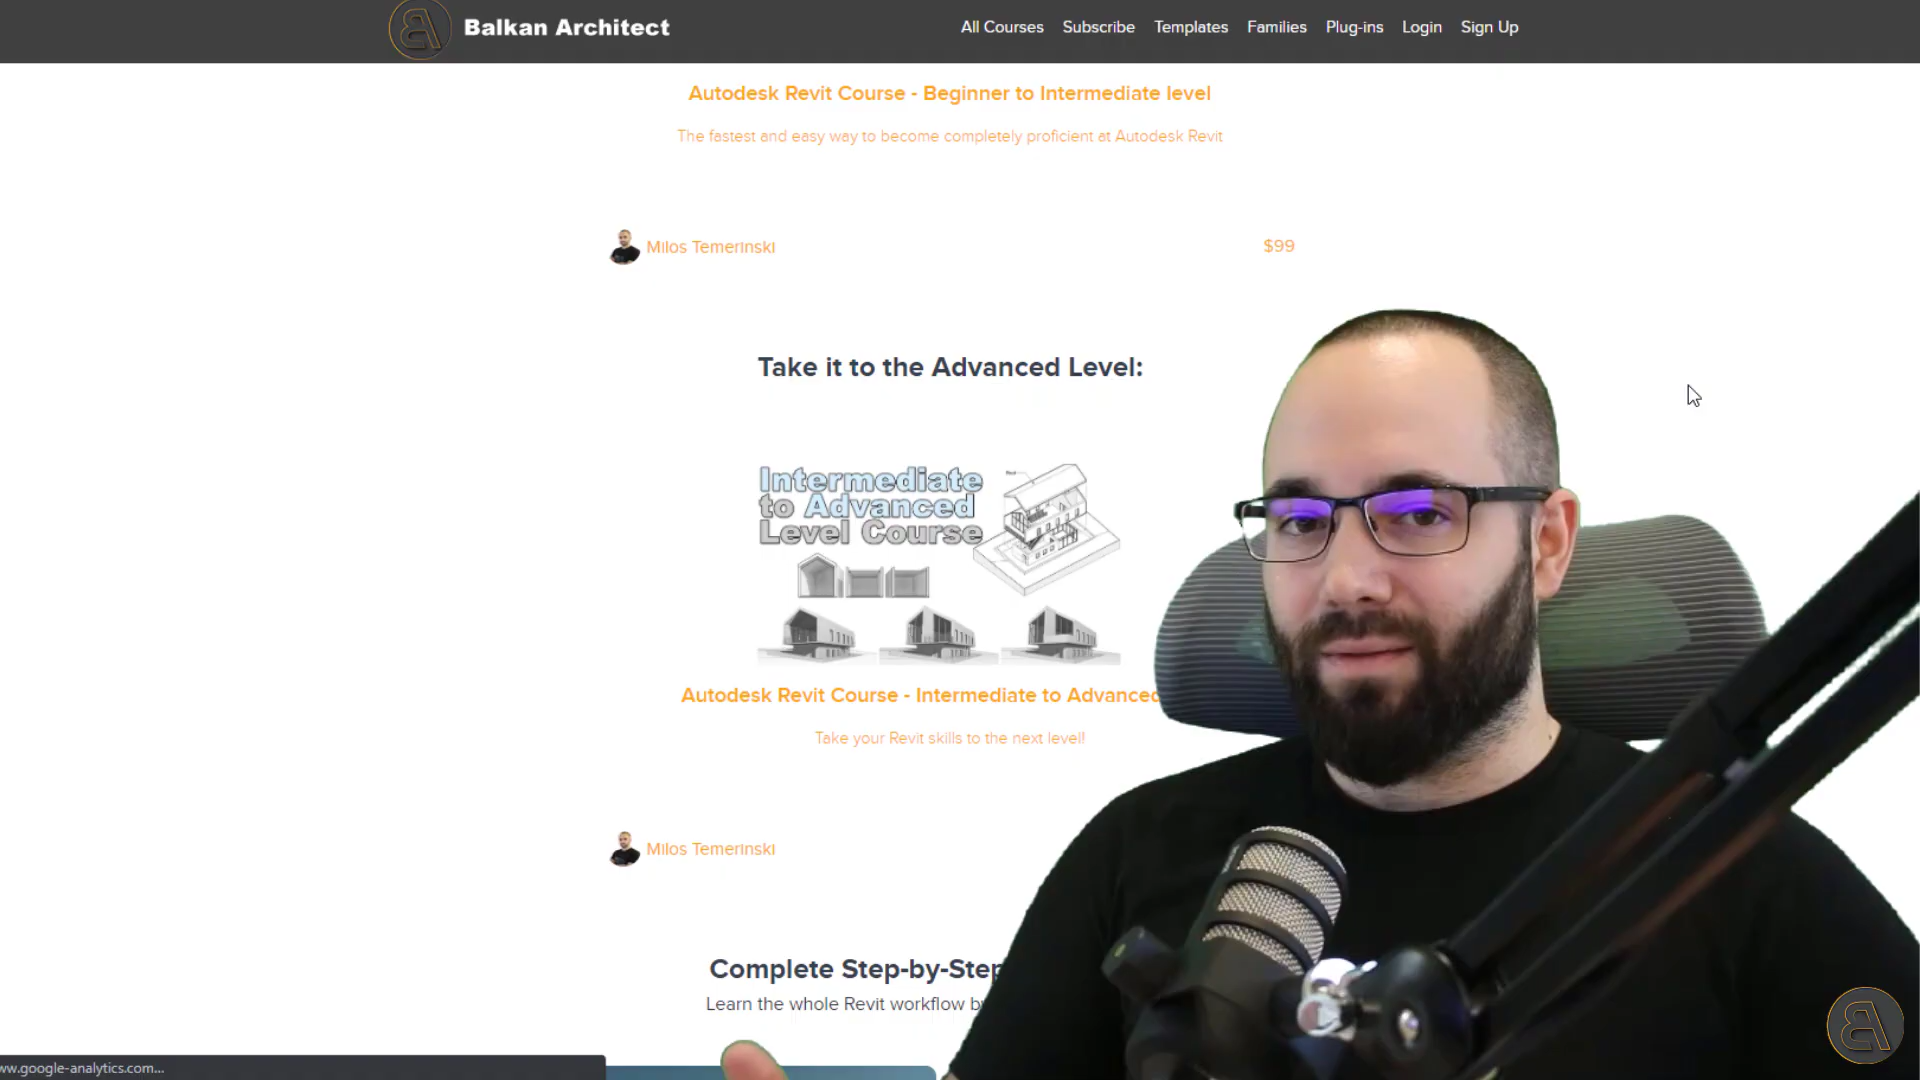 Balkan Architect
All Courses Subscribe Templates Families Plug-ins Login Sign Up
Autodesk Revit Course - Beginner to Intermediate level
The fastest and easy way to become completely proficient at Autodesk Revit
Milos Temerinski
$99
Take it to the Advanced Level:
Intermediate
to Advanced
Level Course
Autodesk Revit Course - Intermediate to Advanced
Take your Revit skills to the next level!
Milos Temerinski
Complete Step-by-Step
Learn the whole Revit workflow
ww.google-analytics.com...